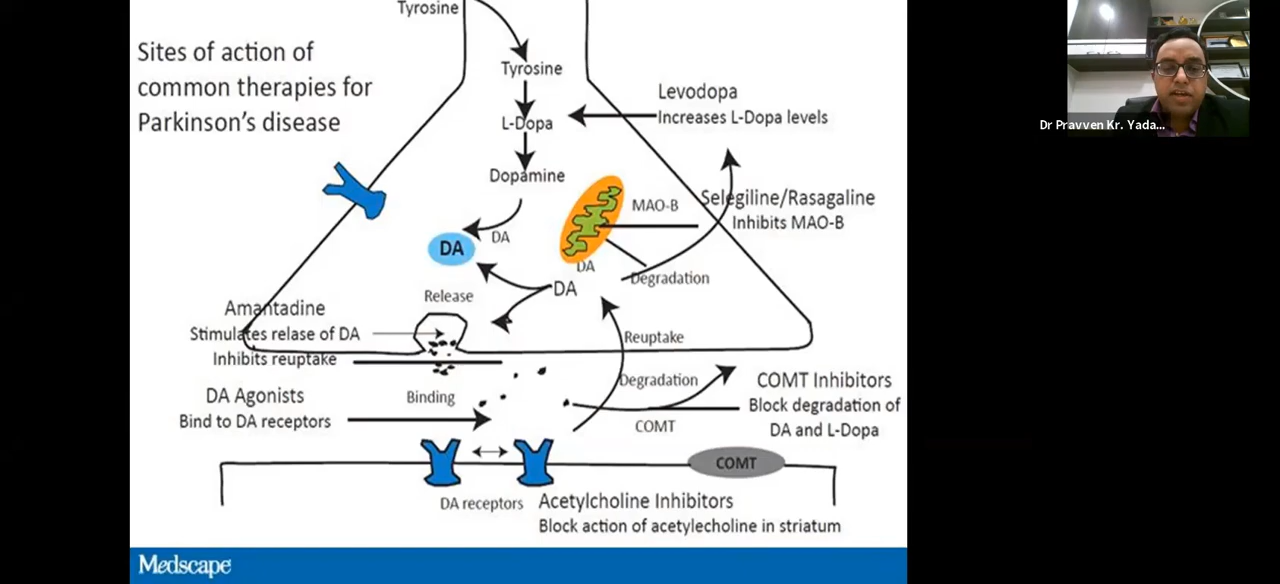 Tyrosine
Sites of action of
common therapies for
Parkinson's disease
Tyrosine
L-Dopa
Dopamine
Levodopa
Increases L-Dopa levels
MAO-B
Selegiline/Rasagaline
Inhibits MAO-B
DA
DA
DA
Degradation
DA
Release
Amantadine
Stimulates relase of DA
Inhibits reuptake
Reuptake
Degradation
COMT Inhibitors
Block degradation of
DA and L-Dopa
DA Agonists
Bind to DA receptors
Binding
COMT
COMT
DA receptors
Acetylcholine Inhibitors
Block action of acetylecholine in striatum
Medscape
Dr Pravven Kr. Yada...